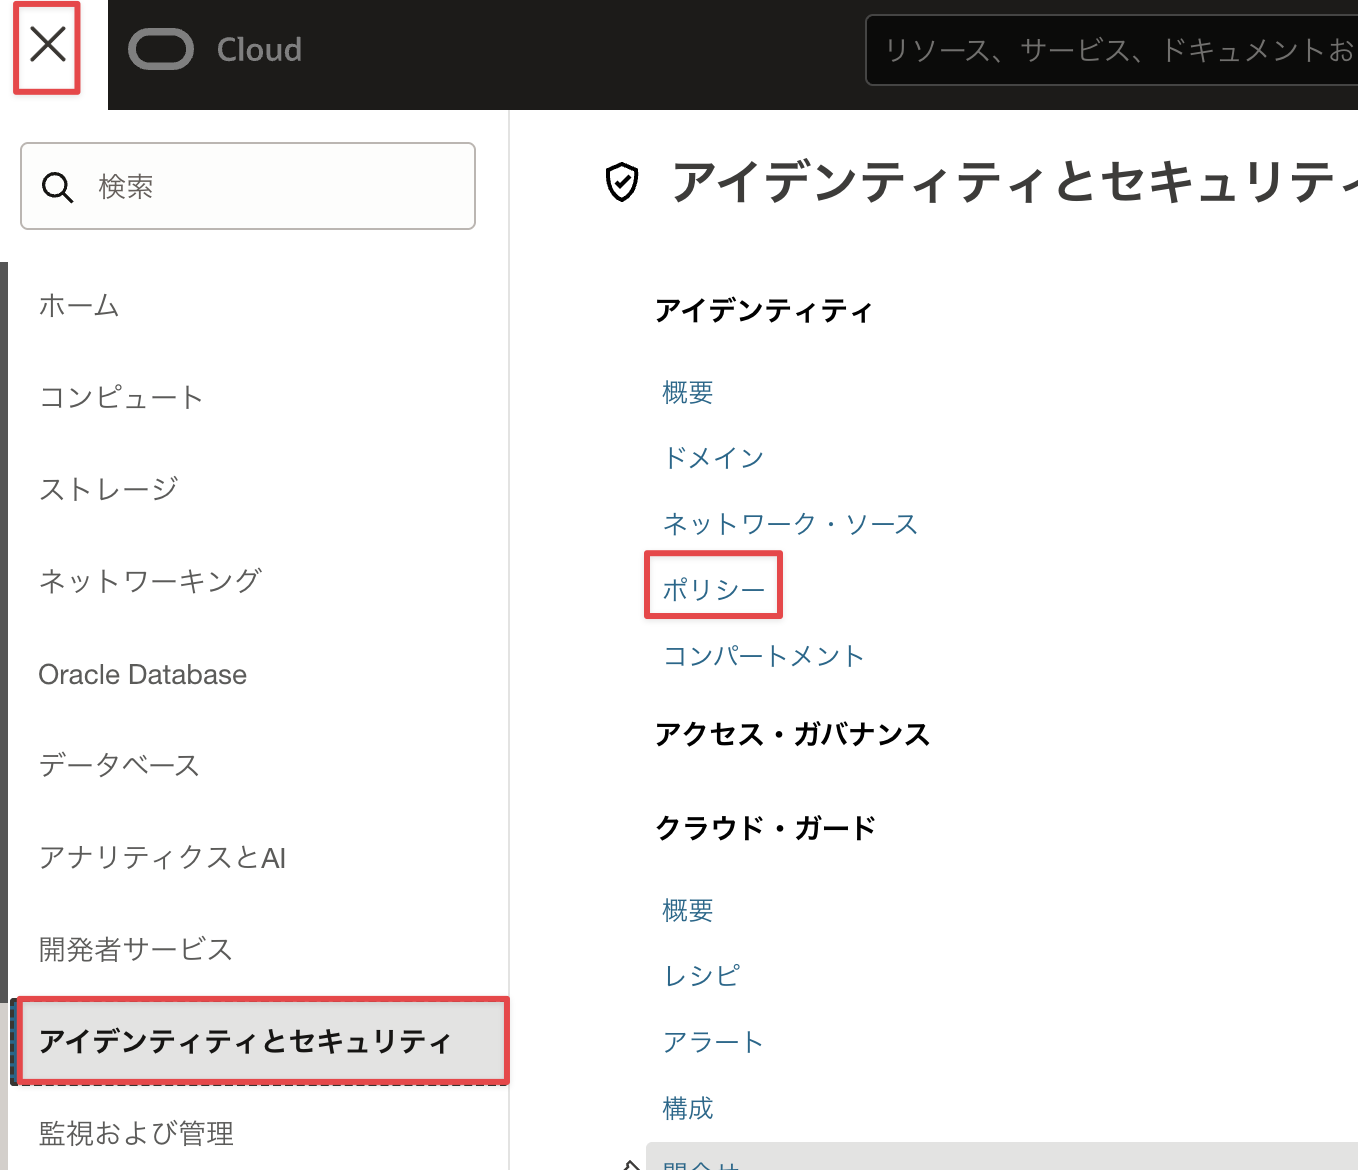 Cloud
リソース、サービス、ドキュメントお
検索
ホーム
コンピュート
ストレージ
ネットワーキング
Oracle Database
データベース
アナリティクスとAI
開発者サービス
アイデンティティとセキュリティ
監視および管理
アイデンティティとセキュリティ
アイデンティティ
概要
ドメイン
ネットワーク・ソース
ポリシー
コンパートメント
アクセス・ガバナンス
クラウド・ガード
概要
レシピ
アラート
構成